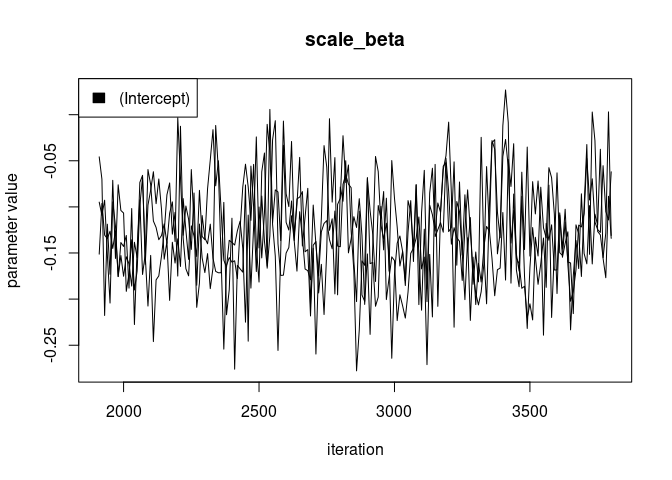 scale_beta
(Intercept)
parameter value
-0.05
-0.15
-0.25
2000 2500 3000 3500
iteration